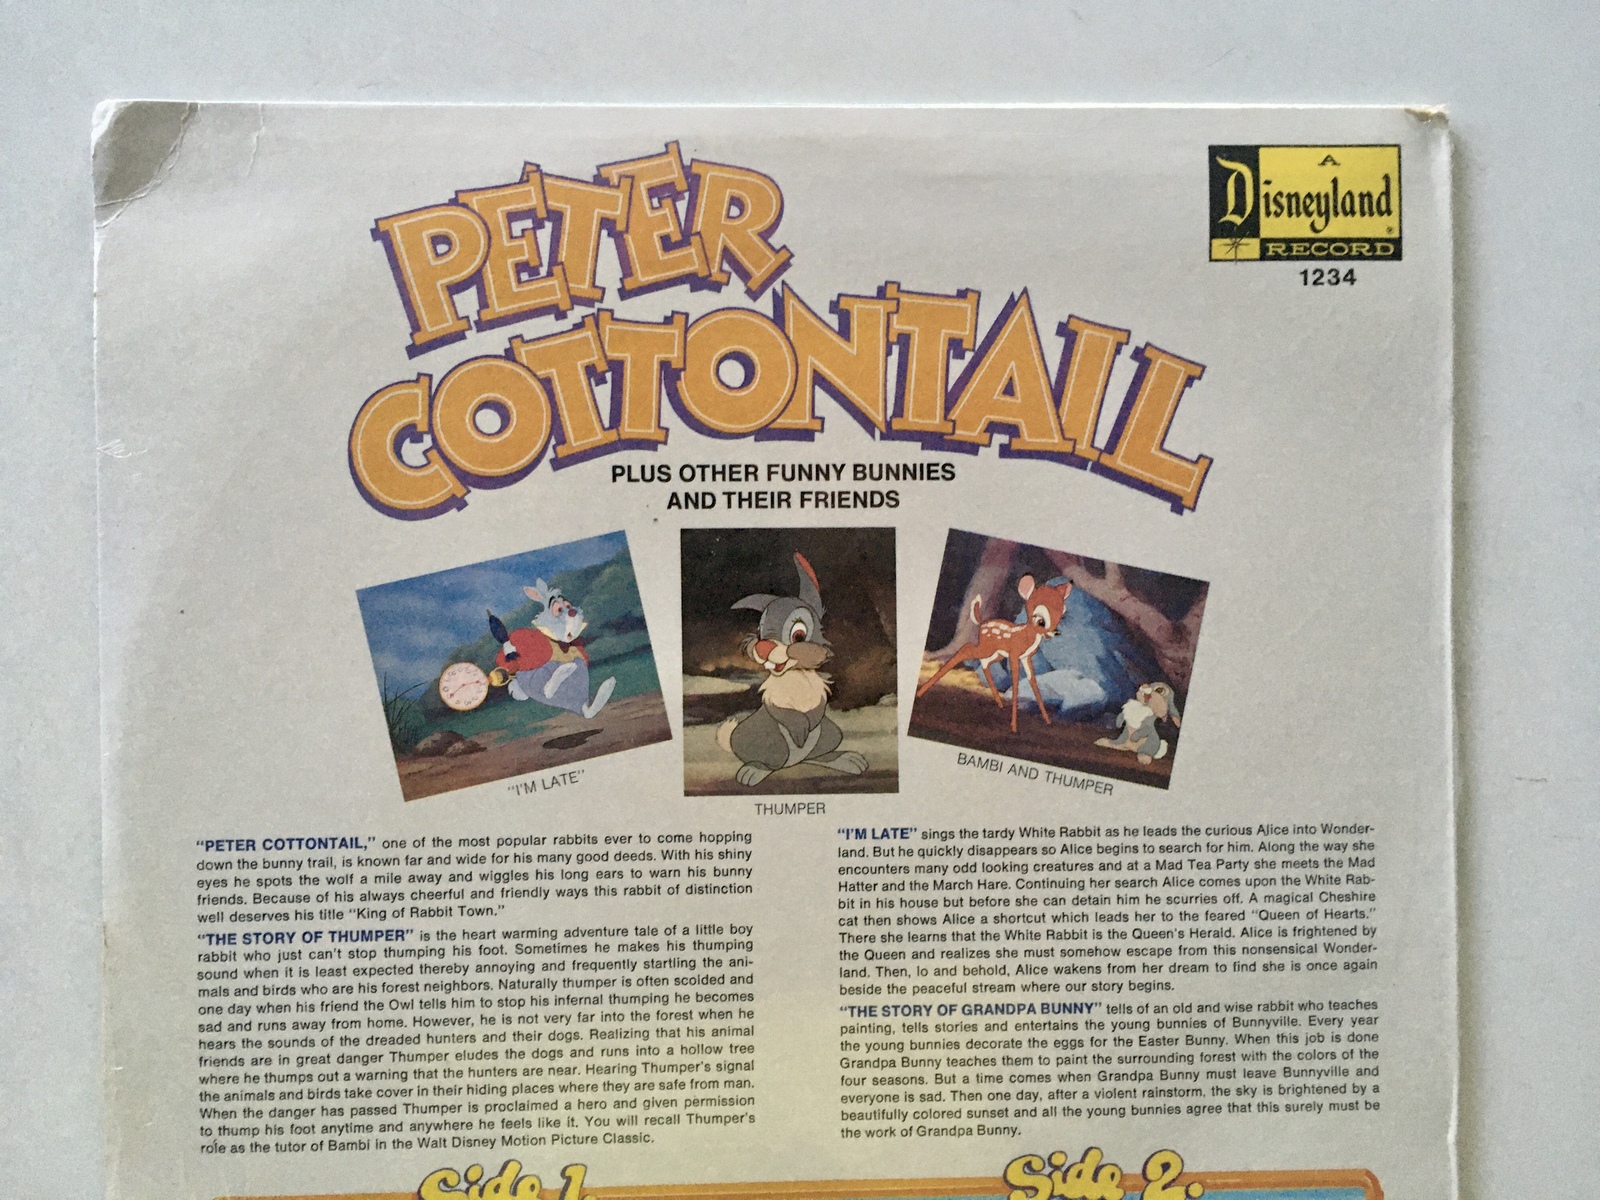 PETER
COTTONTAIL
A
Disneyland
®
RECORD
1234
PLUS OTHER FUNNY BUNNIES
AND THEIR FRIENDS
"I'M LATE"
THUMPER
BAMBI AND THUMPER
"PETER COTTONTAIL," one of the most popular rabbits ever to come hopping
down the bunny trail, is known far and wide for his many good deeds. With his shiny
eyes he spots the wolf a mile away and wiggles his long ears to warn his bunny
friends. Because of his always cheerful and friendly ways this rabbit of distinction
well deserves his title "King of Rabbit Town."
"THE STORY OF THUMPER" is the heart warming adventure tale of a little boy
rabbit who just can't stop thumping his foot. Sometimes he makes his thumping
sound when it is least expected thereby annoying and frequently startling the ani-
mals and birds who are his forest neighbors. Naturally thumper is often scolded and
one day when his friend the Owl tells him to stop his infernal thumping he becomes
sad and runs away from home. However, he is not very far into the forest when he
hears the sounds of the dreaded hunters and their dogs. Realizing that his animal
friends are in great danger Thumper eludes the dogs and runs into a hollow tree
where he thumps out a warning that the hunters are near. Hearing Thumper's signal
the animals and birds take cover in their hiding places where they are safe from man.
When the danger has passed Thumper is proclaimed a hero and given permission
to thump his foot anytime and anywhere he feels like it. You will recall Thumper's
role as the tutor of Bambi in the Walt Disney Motion Picture Classic.
"I'M LATE" sings the tardy White Rabbit as he leads the curious Alice into Wonder-
land. But he quickly disappears so Alice begins to search for him. Along the way she
encounters many odd looking creatures and at a Mad Tea Party she meets the Mad
Hatter and the March Hare. Continuing her search Alice comes upon the White Rab-
bit in his house but before she can detain him he scurries off. A magical Cheshire
cat then shows Alice a shortcut which leads her to the feared "Queen of Hearts."
There she learns that the White Rabbit is the Queen's Herald. Alice is frightened by
the Queen and realizes she must somehow escape from this nonsensical Wonder-
land. Then, lo and behold, Alice wakens from her dream to find she is once again
beside the peaceful stream where our story begins.
"THE STORY OF GRANDPA BUNNY" tells of an old and wise rabbit who teaches
painting, tells stories and entertains the young bunnies of Bunnyville. Every year
the young bunnies decorate the eggs for the Easter Bunny. When this job is done
Grandpa Bunny teaches them to paint the surrounding forest with the colors of the
four seasons. But a time comes when Grandpa Bunny must leave Bunnyville and
everyone is sad. Then one day, after a violent rainstorm, the sky is brightened by a
beautifully colored sunset and all the young bunnies agree that this surely must be
the work of Grandpa Bunny.
Side 1.
Side 2.